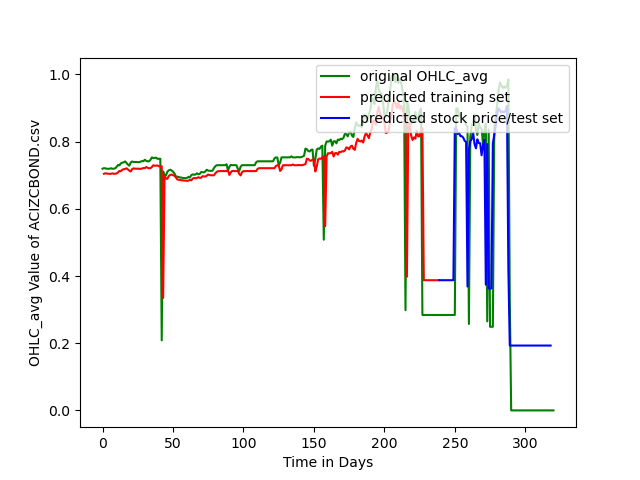 original OHLC_avg
predicted training set
predicted stock price/test set
OHLC_avg Value of ACIZCBOND.csv
1.0
0.8
0.6
0.4
0.2
0.0
0 50 100 150 200 250 300
Time in Days